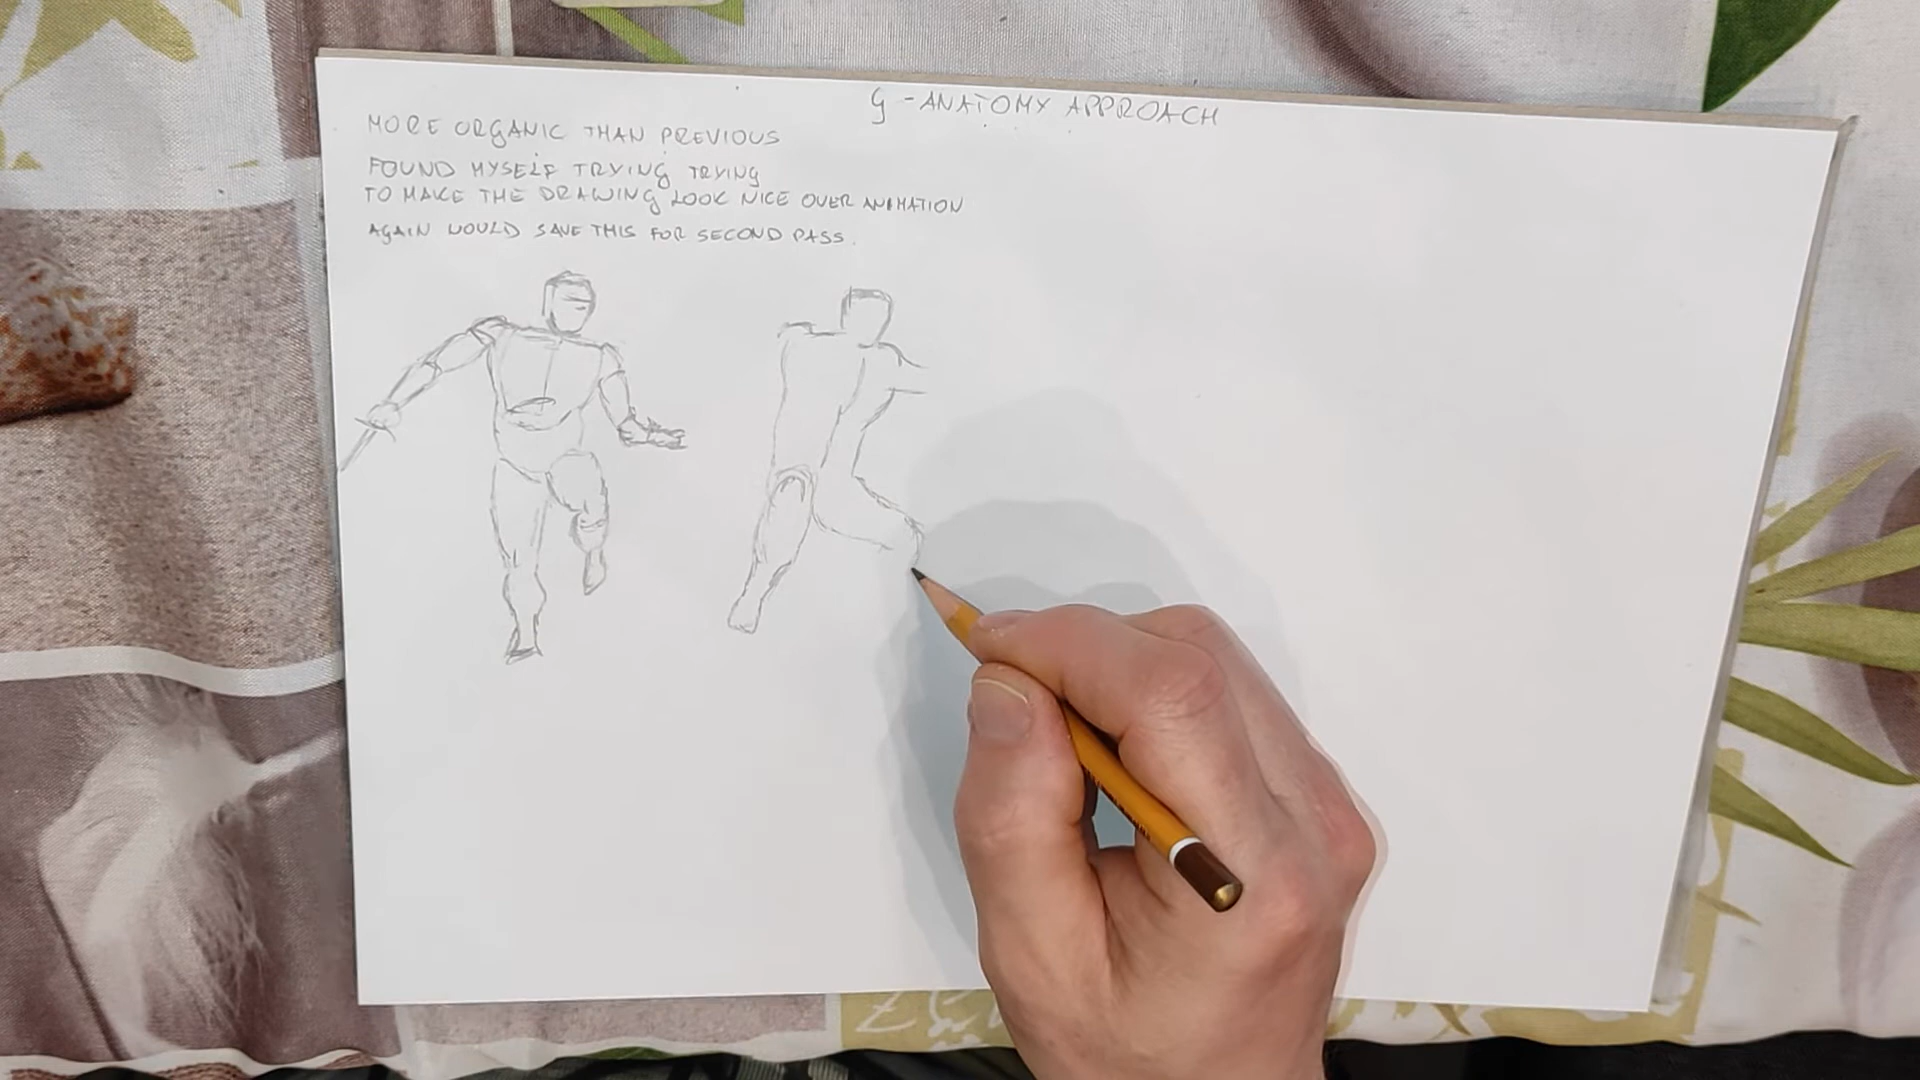 9 - ANATOMY APPROACH
MORE ORGANIC THAN PREVIOUS
FOUND MYSELF TRYING TRYING
TO MAKE THE DRAWING LOOK NICE OVER ANIMATION
AGAIN WOULD SAVE THIS FOR SECOND PASS.